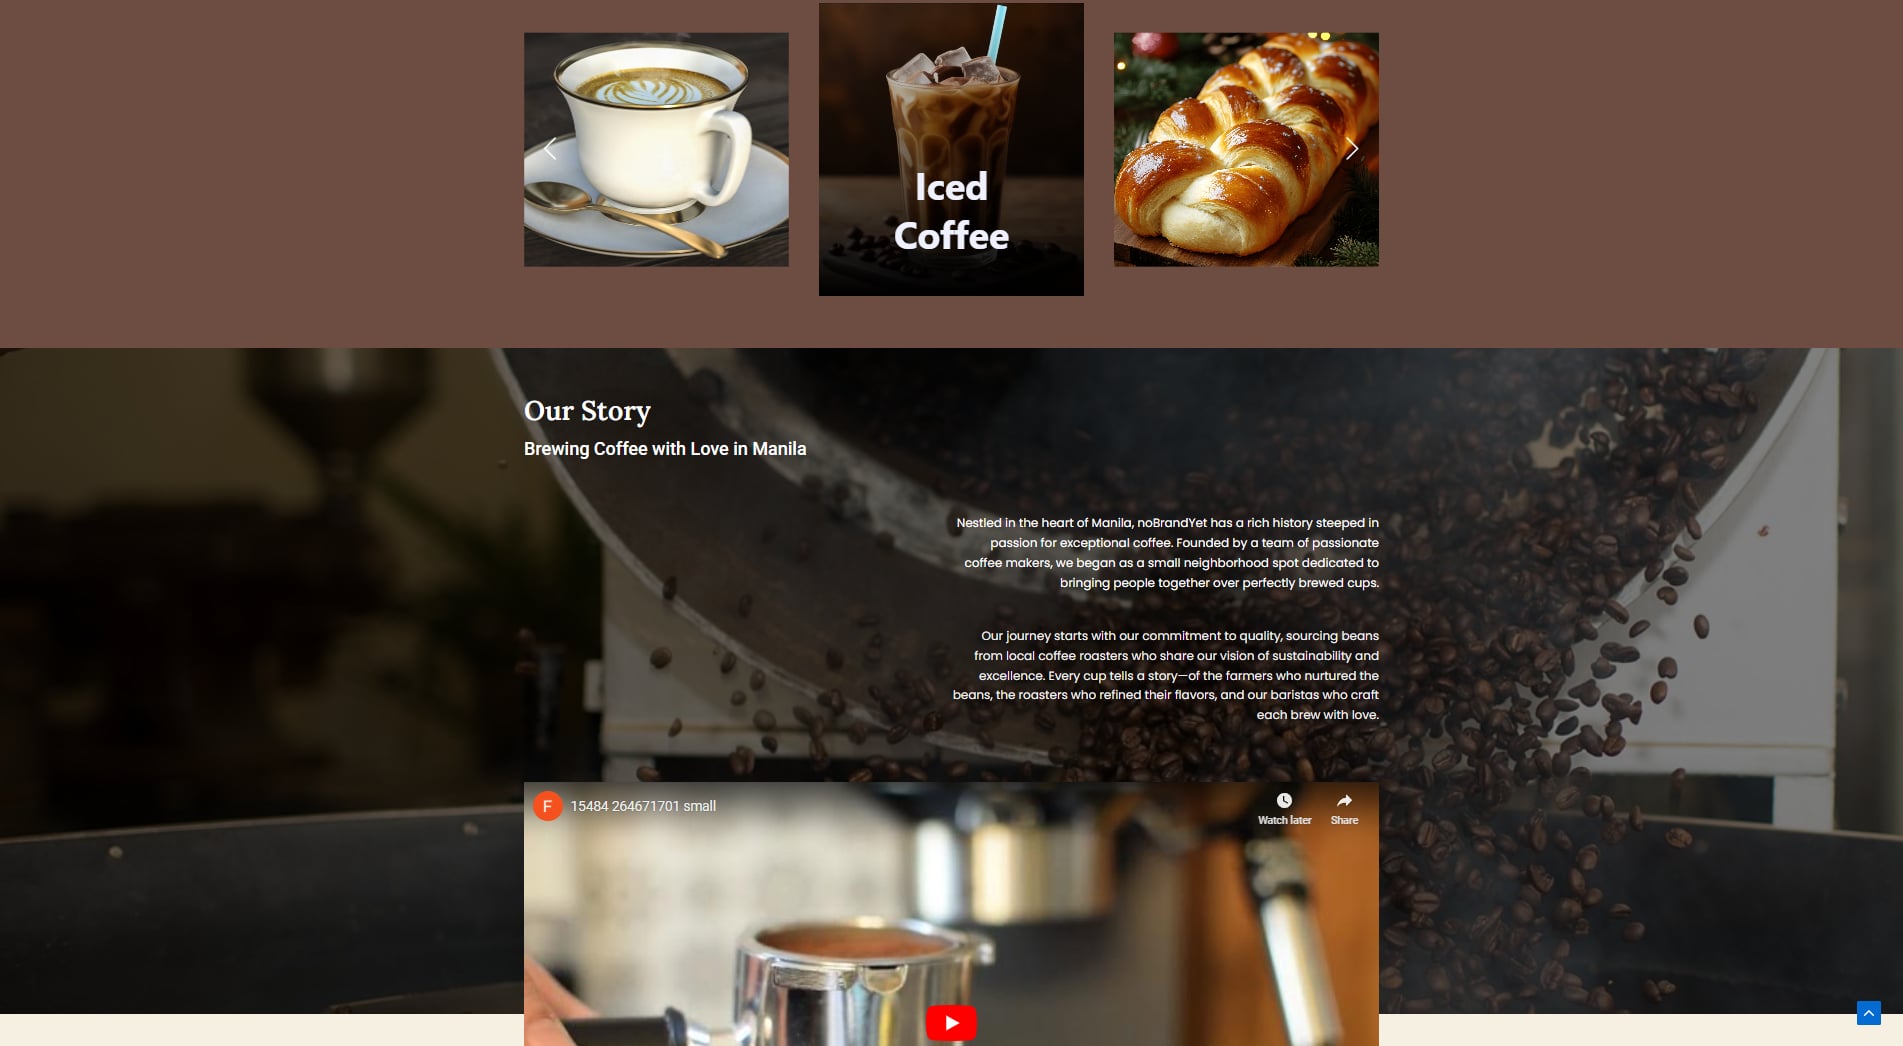 Iced
Coffee
Our Story
Brewing Coffee with Love in Manila
Nestled in the heart of Manila, noBrandYet has a rich history steeped in
passion for exceptional coffee. Founded by a team of passionate
coffee makers, we began as a small neighborhood spot dedicated to
bringing people together over perfectly brewed cups.
Our journey starts with our commitment to quality, sourcing beans
from local coffee roasters who share our vision of sustainability and
excellence. Every cup tells a story—of the farmers who nurtured the
beans, the roasters who refined their flavors, and our baristas who craft
each brew with love.
F
15484 264671701 small
Watch later
Share